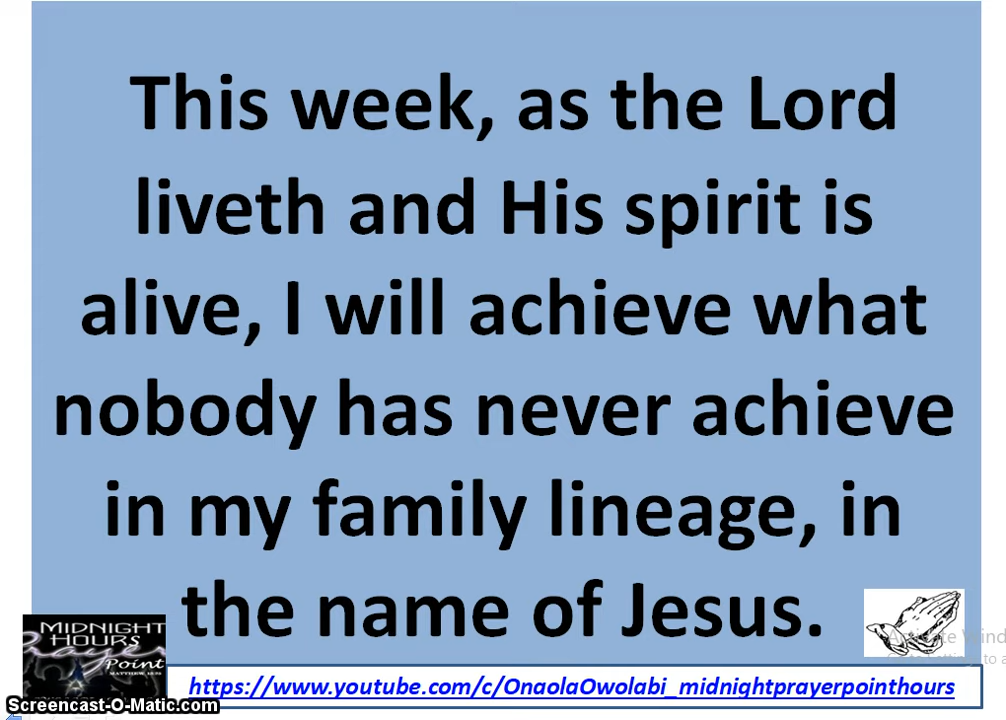 This week, as the Lord
liveth and His spirit is
alive, I will achieve what
nobody has never achieve
in my family lineage, in
the name of Jesus.
MIDNIGHT
HOURS
Prayer
Point
https://www.youtube.com/c/OnaolaOwolabi_midnightprayerpointhours
Screencast-O-Matic.com